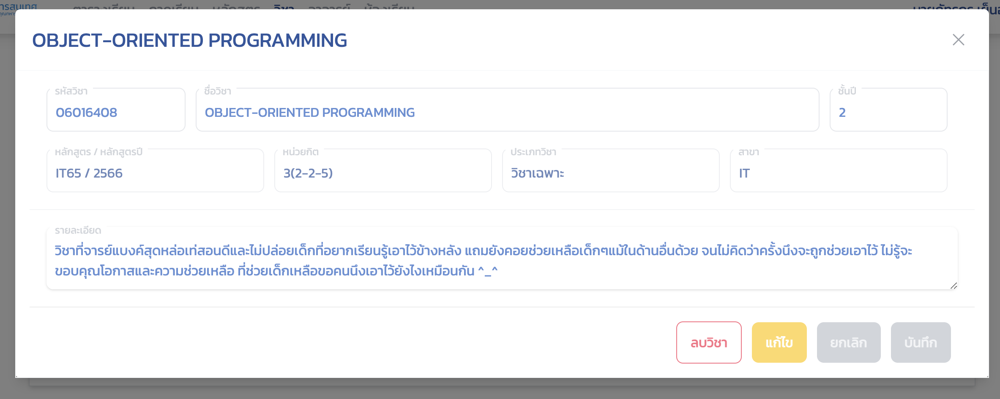 วิชา
OBJECT-ORIENTED PROGRAMMING
รหัสวิชา
06016408
ชื่อวิชา
OBJECT-ORIENTED PROGRAMMING
ชั้นปี
2
หลักสูตร / หลักสูตรปี
IT65 / 2566
หน่วยกิต
3(2-2-5)
ประเภทวิชา
วิชาเฉพาะ
สาขา
IT
รายละเอียด
วิชาที่จารย์แบงค์สุดหล่อเท่สอนดีและไม่ปล่อยเด็กที่อยากเรียนรู้เอาไว้ข้างหลัง แถมยังคอยช่วยเหลือเด็กๆแม้ในด้านอื่นด้วย จนไม่คิดว่าครั้งนึงจะถูกช่วยเอาไว้ ไม่รู้จะ
ขอบคุณโอกาสและความช่วยเหลือ ที่ช่วยเด็กเหลือขอคนนึงเอาไว้ยังไงเหมือนกัน ^_^
ลบวิชา
แก้ไข
ยกเลิก
บันทึก